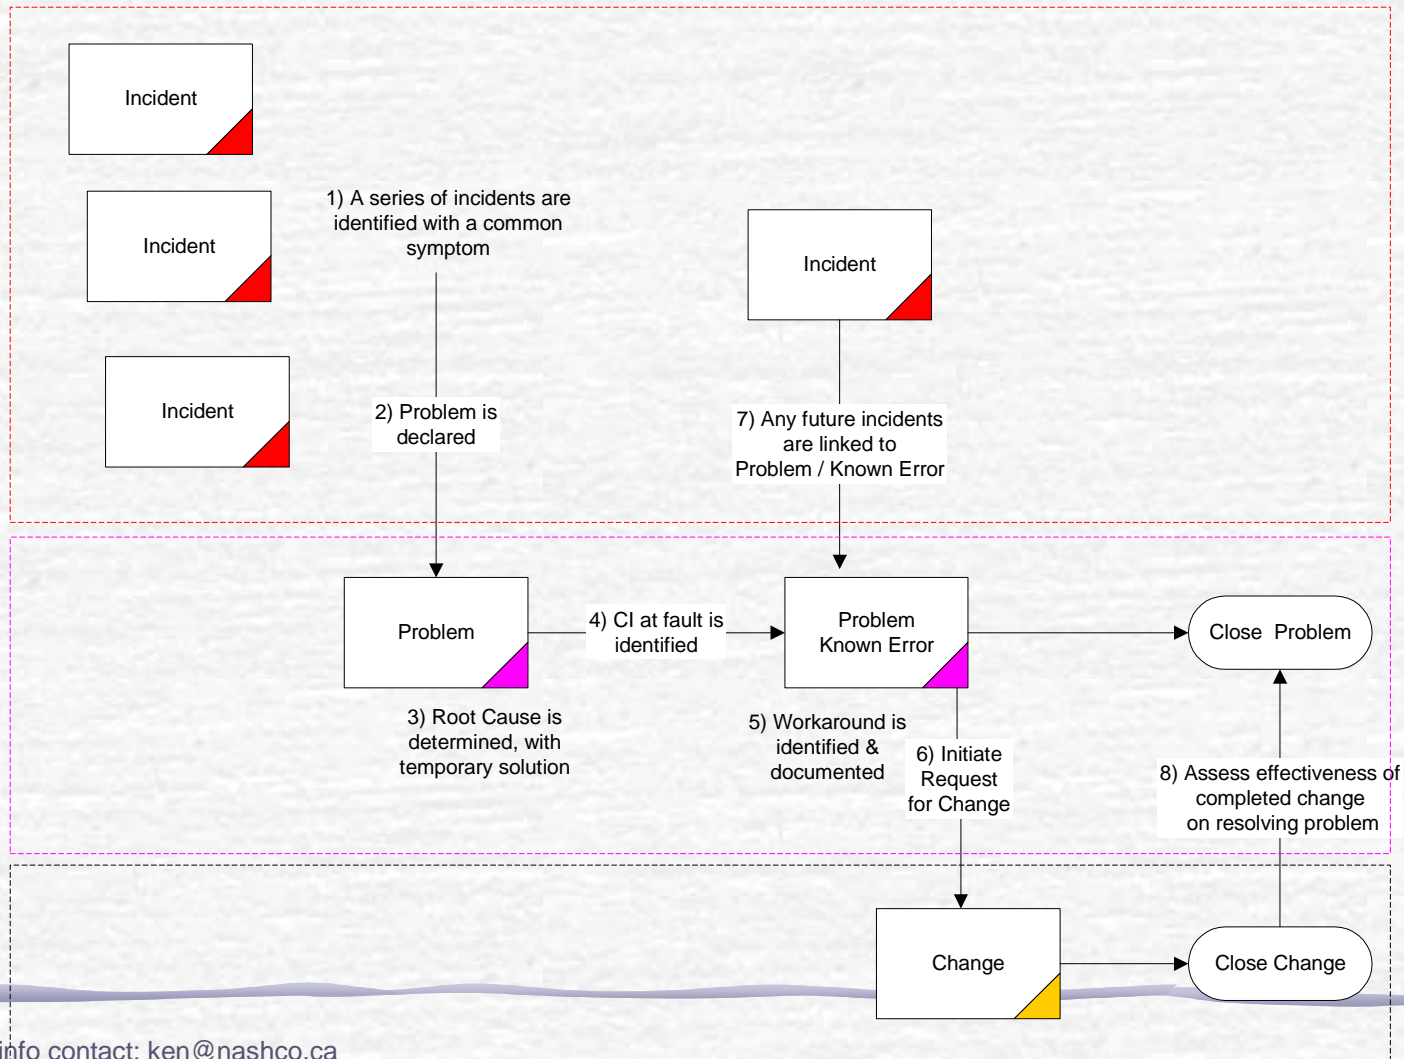 Incident
1) A series of incidents are
identified with a common
symptom
Incident
Incident
Incident
2) Problem is
declared
7) Any future incidents
are linked to
Problem / Known Error
Problem
4) CI at fault is
identified
Problem
Known Error
Close  Problem
3) Root Cause is
determined, with
temporary solution
5) Workaround is
identified &
documented
6) Initiate
Request
for Change
8) Assess effectiveness of
completed change
on resolving problem
Change
Close Change
info contact: ken@nashco.ca